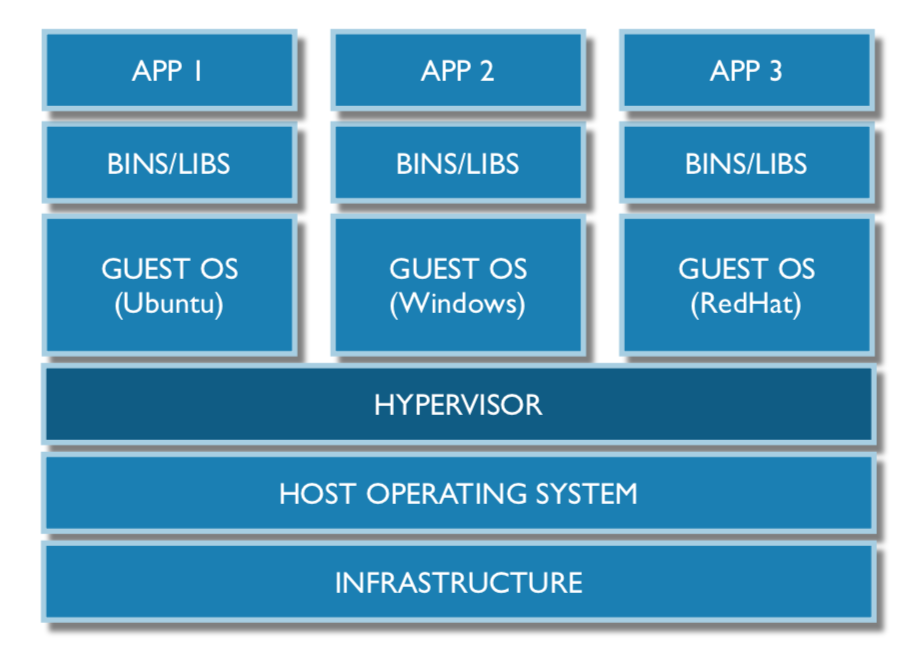 APP 1
APP 2
APP 3
BINS/LIBS
BINS/LIBS
BINS/LIBS
GUEST OS
(Ubuntu)
GUEST OS
(Windows)
GUEST OS
(RedHat)
HYPERVISOR
HOST OPERATING SYSTEM
INFRASTRUCTURE